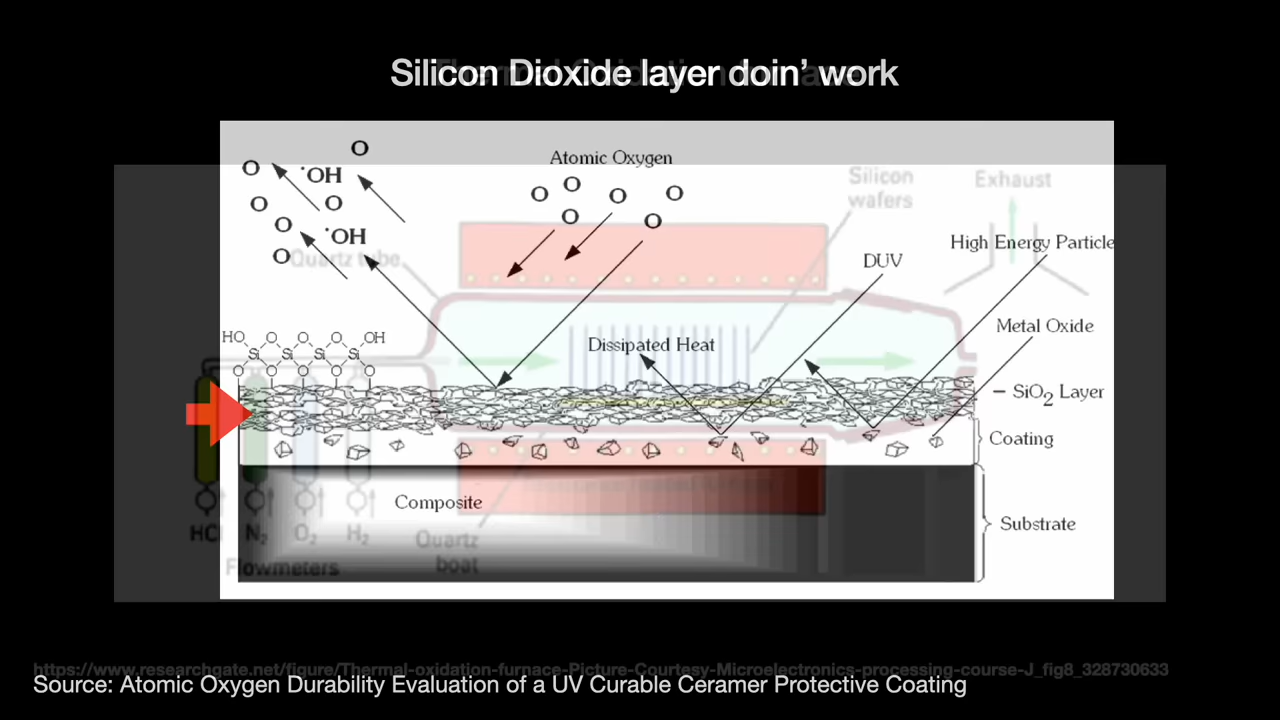 Silicon Dioxide layer doin' work
O
O
·OH
Atomic Oxygen
O
O
O
O
O
O
O
O
O
·OH
O
O
Silicon
wafers
Exhaust
High Energy Particle
Quartz tube
DUV
Metal Oxide
HO
O
O
OH
Si
Si
Si
Si
O
O
O
O
O
Dissipated Heat
SiO2 Layer
Coating
Composite
Substrate
HCl
N2
O2
H2
Quartz
boat
Flowmeters
https://www.researchgate.net/figure/Thermal-oxidation-furnace-Picture-Courtesy-Microelectronics-processing-course-J_fig8_328730633
Source: Atomic Oxygen Durability Evaluation of a UV Curable Ceramer Protective Coating